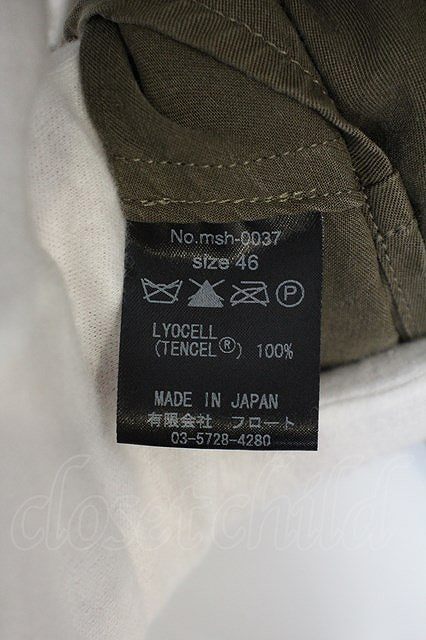 No.msh-0037
size 46
P
LYOCELL
(TENCEL®) 100%
MADE IN JAPAN
有限会社 フロート
03-5728-4280
closetchild